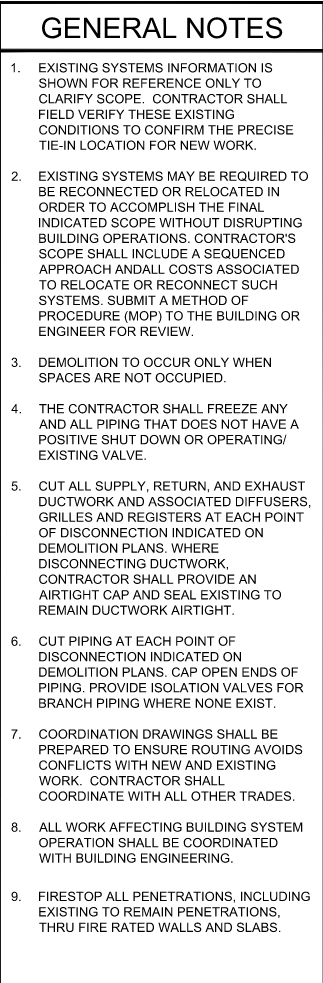 GENERAL NOTES
1. EXISTING SYSTEMS INFORMATION IS
SHOWN FOR REFERENCE ONLY TO
CLARIFY SCOPE. CONTRACTOR SHALL
FIELD VERIFY THESE EXISTING
CONDITIONS TO CONFIRM THE PRECISE
TIE-IN LOCATION FOR NEW WORK.
2. EXISTING SYSTEMS MAY BE REQUIRED TO
BE RECONNECTED OR RELOCATED IN
ORDER TO ACCOMPLISH THE FINAL
INDICATED SCOPE WITHOUT DISRUPTING
BUILDING OPERATIONS. CONTRACTOR'S
SCOPE SHALL INCLUDE A SEQUENCED
APPROACH ANDALL COSTS ASSOCIATED
TO RELOCATE OR RECONNECT SUCH
SYSTEMS. SUBMIT A METHOD OF
PROCEDURE (MOP) TO THE BUILDING OR
ENGINEER FOR REVIEW.
3. DEMOLITION TO OCCUR ONLY WHEN
SPACES ARE NOT OCCUPIED.
4. THE CONTRACTOR SHALL FREEZE ANY
AND ALL PIPING THAT DOES NOT HAVE A
POSITIVE SHUT DOWN OR OPERATING/
EXISTING VALVE.
5. CUT ALL SUPPLY, RETURN, AND EXHAUST
DUCTWORK AND ASSOCIATED DIFFUSERS,
GRILLES AND REGISTERS AT EACH POINT
OF DISCONNECTION INDICATED ON
DEMOLITION PLANS. WHERE
DISCONNECTING DUCTWORK,
CONTRACTOR SHALL PROVIDE AN
AIRTIGHT CAP AND SEAL EXISTING TO
REMAIN DUCTWORK AIRTIGHT.
6. CUT PIPING AT EACH POINT OF
DISCONNECTION INDICATED ON
DEMOLITION PLANS. CAP OPEN ENDS OF
PIPING. PROVIDE ISOLATION VALVES FOR
BRANCH PIPING WHERE NONE EXIST.
7. COORDINATION DRAWINGS SHALL BE
PREPARED TO ENSURE ROUTING AVOIDS
CONFLICTS WITH NEW AND EXISTING
WORK. CONTRACTOR SHALL
COORDINATE WITH ALL OTHER TRADES.
8. ALL WORK AFFECTING BUILDING SYSTEM
OPERATION SHALL BE COORDINATED
WITH BUILDING ENGINEERING.
9. FIRESTOP ALL PENETRATIONS, INCLUDING
EXISTING TO REMAIN PENETRATIONS,
THRU FIRE RATED WALLS AND SLABS.